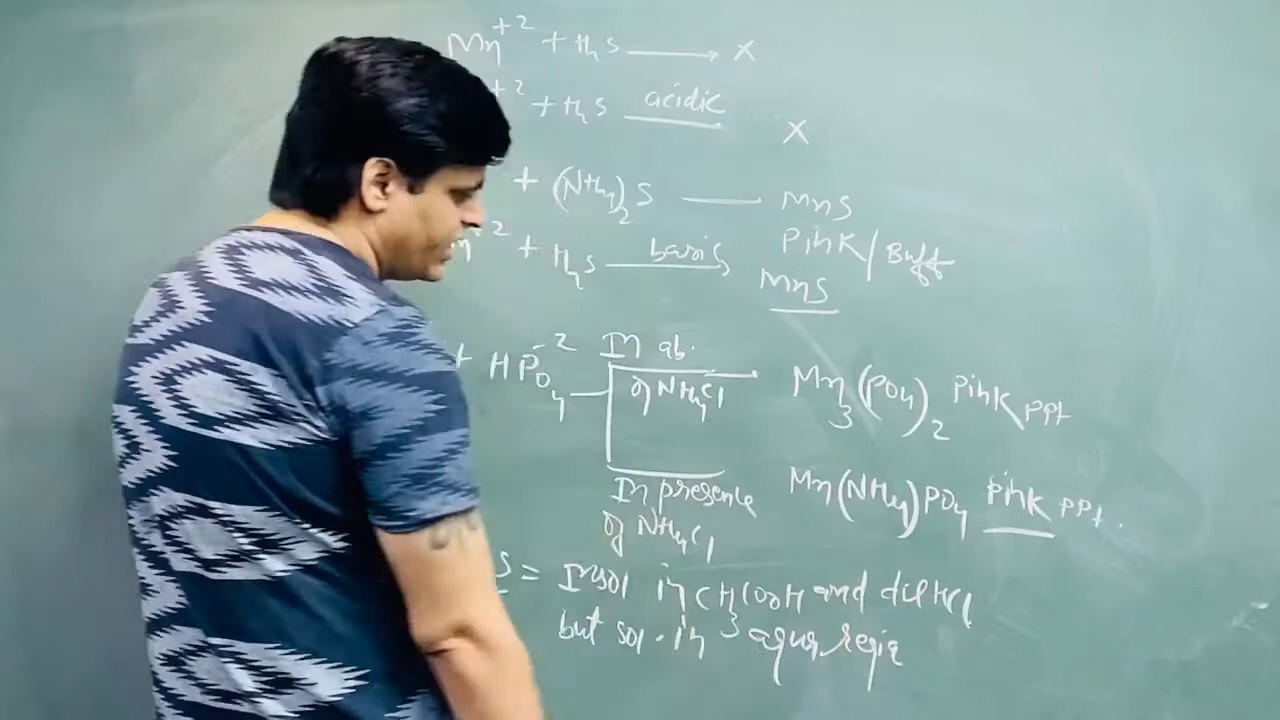 Mn+2 + H2S ⟶ X
+2 + H2S acidic X
+ (NH4)2S — MnS
Pink/Buff
n+2 + H2S basic MnS
+ HPO4-2 In ab. of NH4Cl Mn3(PO4)2 Pink ppt
In presence of NH4Cl Mn(NH4)PO4 Pink ppt.
S = Insol in CH3COOH and dil HCl
but sol. in aqua regia